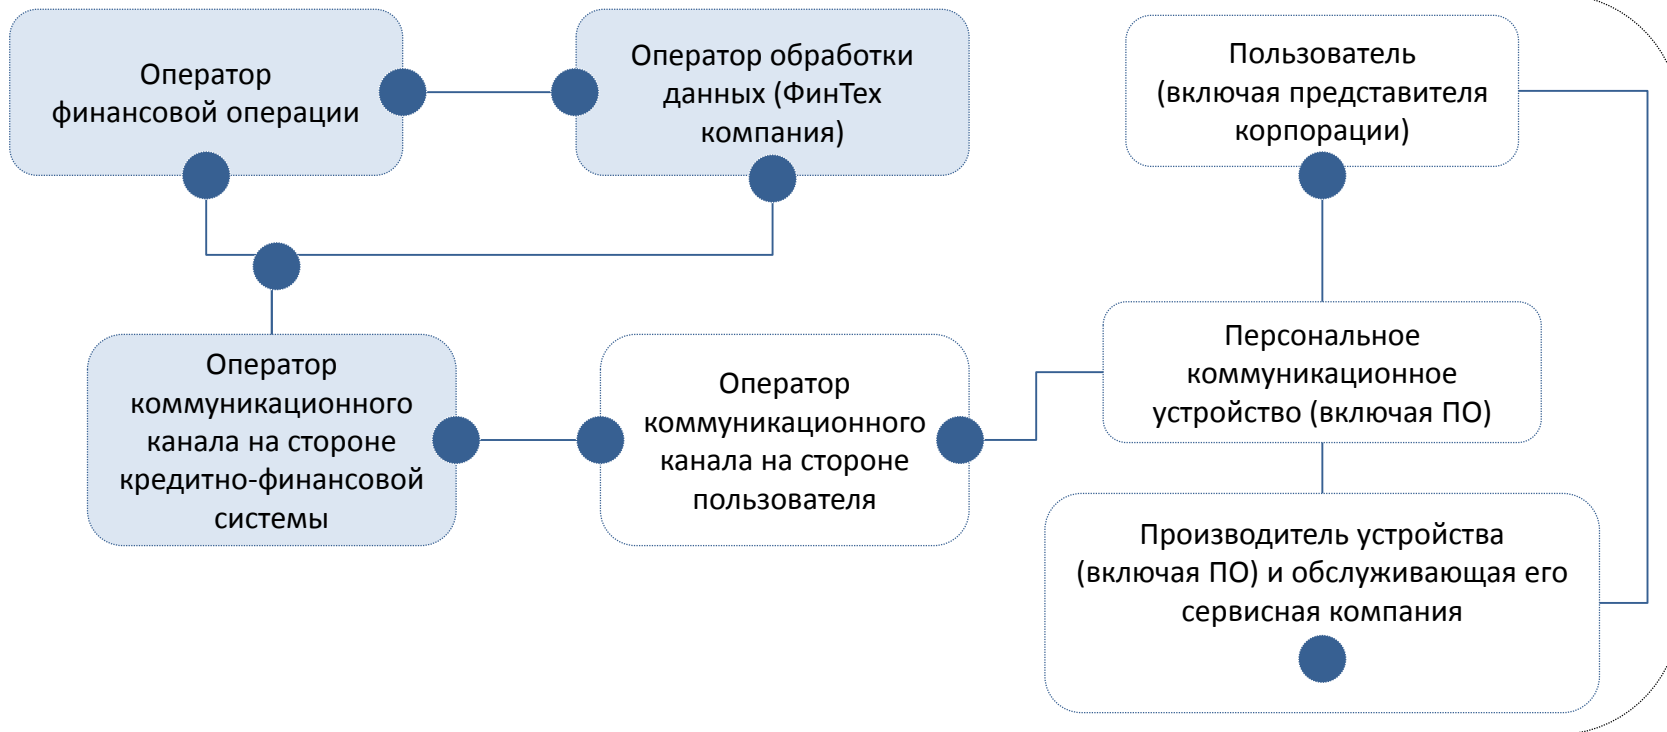 Оператор
финансовой операции
Оператор обработки
данных (ФинТех
компания)
Пользователь
(включая представителя
корпорации)
Оператор
коммуникационного
канала на стороне
кредитно-финансовой
системы
Оператор
коммуникационного
канала на стороне
пользователя
Персональное
коммуникационное
устройство (включая ПО)
Производитель устройства
(включая ПО) и обслуживающая его
сервисная компания